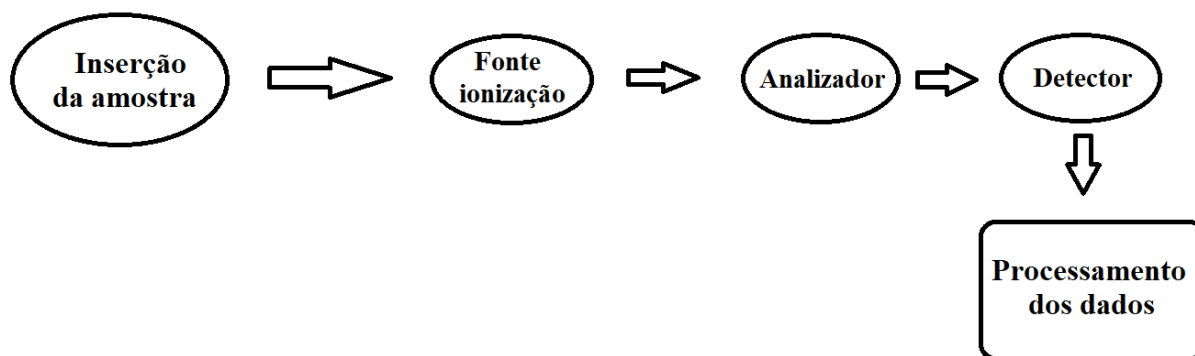 Inserção
da amostra
Fonte
ionização
Analizador
Detector
Processamento
dos dados